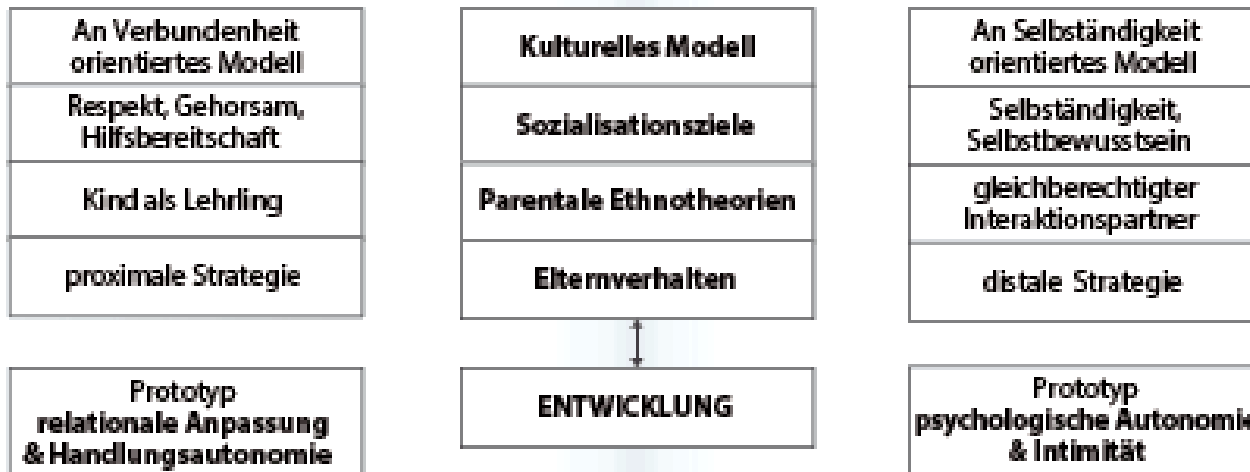 An Verbundenheit
orientiertes Modell
Respekt, Gehorsam,
Hilfsbereitschaft
Kind als Lehrling
proximale Strategie
Prototyp
relationale Anpassung
& Handlungsautonomie
Kulturelles Modell
Sozialisationsziele
Parentale Ethnotheorien
Elternverhalten
ENTWICKLUNG
An Selbständigkeit
orientiertes Modell
Selbständigkeit,
Selbstbewusstsein
gleichberechtigter
Interaktionspartner
distale Strategie
Prototyp
psychologische Autonomie
& Intimität